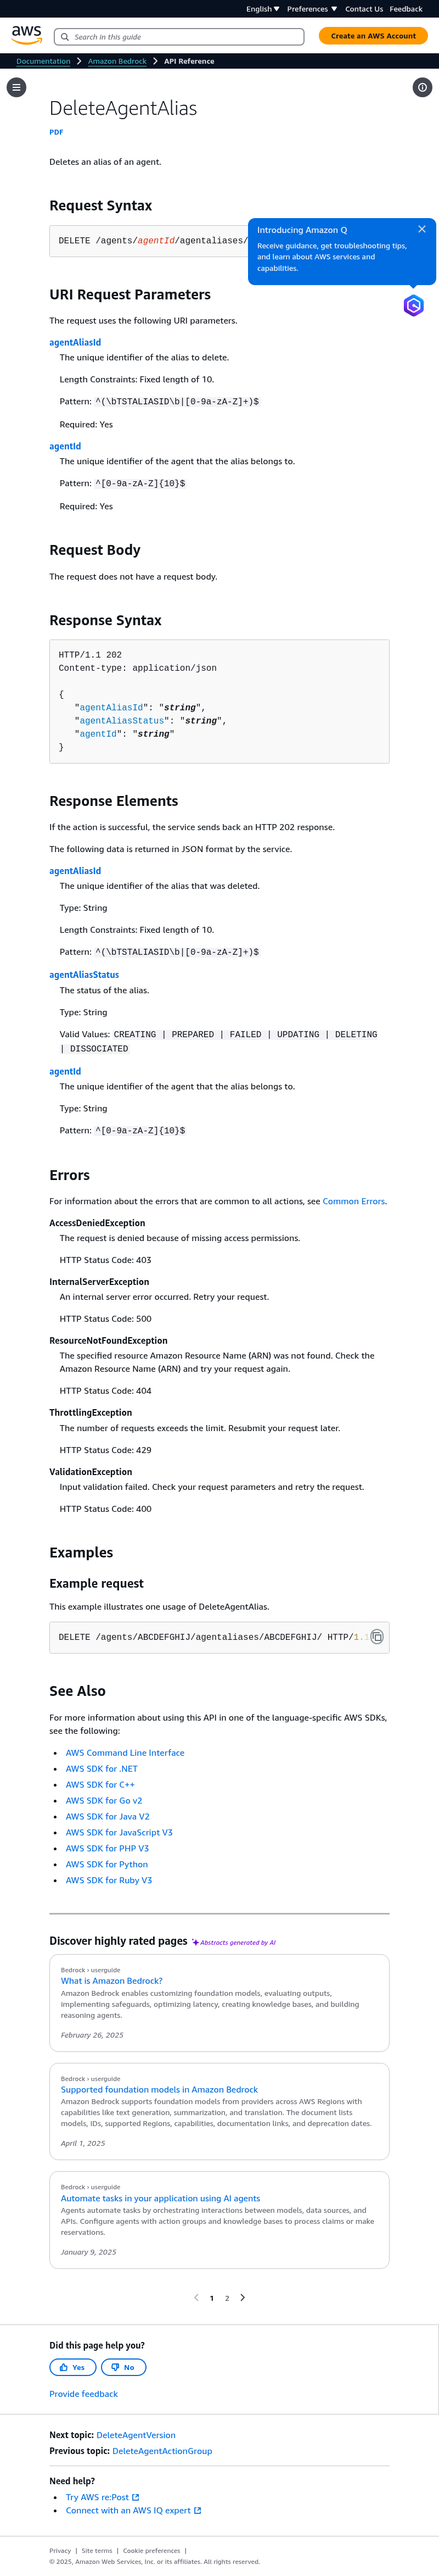 English
Preferences
Contact Us
Feedback
aws
Search in this guide
Create an AWS Account
Documentation
Amazon Bedrock
API Reference
DeleteAgentAlias
PDF
Deletes an alias of an agent.
Request Syntax
DELETE /agents/agentId/agentaliases/
Introducing Amazon Q
Receive guidance, get troubleshooting tips,
and learn about AWS services and
capabilities.
URI Request Parameters
The request uses the following URI parameters.
agentAliasId
The unique identifier of the alias to delete.
Length Constraints: Fixed length of 10.
Pattern: ^(\bTSTALIASID\b|[0-9a-zA-Z]+)$
Required: Yes
agentId
The unique identifier of the agent that the alias belongs to.
Pattern: ^[0-9a-zA-Z]{10}$
Required: Yes
Request Body
The request does not have a request body.
Response Syntax
HTTP/1.1 202
Content-type: application/json
{
"agentAliasId": "string",
"agentAliasStatus": "string",
"agentId": "string"
}
Response Elements
If the action is successful, the service sends back an HTTP 202 response.
The following data is returned in JSON format by the service.
agentAliasId
The unique identifier of the alias that was deleted.
Type: String
Length Constraints: Fixed length of 10.
Pattern: ^(\bTSTALIASID\b|[0-9a-zA-Z]+)$
agentAliasStatus
The status of the alias.
Type: String
Valid Values: CREATING | PREPARED | FAILED | UPDATING | DELETING
| DISSOCIATED
agentId
The unique identifier of the agent that the alias belongs to.
Type: String
Pattern: ^[0-9a-zA-Z]{10}$
Errors
For information about the errors that are common to all actions, see Common Errors.
AccessDeniedException
The request is denied because of missing access permissions.
HTTP Status Code: 403
InternalServerException
An internal server error occurred. Retry your request.
HTTP Status Code: 500
ResourceNotFoundException
The specified resource Amazon Resource Name (ARN) was not found. Check the
Amazon Resource Name (ARN) and try your request again.
HTTP Status Code: 404
ThrottlingException
The number of requests exceeds the limit. Resubmit your request later.
HTTP Status Code: 429
ValidationException
Input validation failed. Check your request parameters and retry the request.
HTTP Status Code: 400
Examples
Example request
This example illustrates one usage of DeleteAgentAlias.
DELETE /agents/ABCDEFGHIJ/agentaliases/ABCDEFGHIJ/ HTTP/1.1
See Also
For more information about using this API in one of the language-specific AWS SDKs,
see the following:
• AWS Command Line Interface
• AWS SDK for .NET
• AWS SDK for C++
• AWS SDK for Go v2
• AWS SDK for Java V2
• AWS SDK for JavaScript V3
• AWS SDK for PHP V3
• AWS SDK for Python
• AWS SDK for Ruby V3
Discover highly rated pages Abstracts generated by AI
Bedrock › userguide
What is Amazon Bedrock?
Amazon Bedrock enables customizing foundation models, evaluating outputs,
implementing safeguards, optimizing latency, creating knowledge bases, and building
reasoning agents.
February 26, 2025
Bedrock › userguide
Supported foundation models in Amazon Bedrock
Amazon Bedrock supports foundation models from providers across AWS Regions with
capabilities like text generation, summarization, and translation. The document lists
models, IDs, supported Regions, capabilities, documentation links, and deprecation dates.
April 1, 2025
Bedrock › userguide
Automate tasks in your application using AI agents
Agents automate tasks by orchestrating interactions between models, data sources, and
APIs. Configure agents with action groups and knowledge bases to process claims or make
reservations.
January 9, 2025
1 2
Did this page help you?
Yes
No
Provide feedback
Next topic: DeleteAgentVersion
Previous topic: DeleteAgentActionGroup
Need help?
• Try AWS re:Post
• Connect with an AWS IQ expert
Privacy | Site terms | Cookie preferences |
© 2025, Amazon Web Services, Inc. or its affiliates. All rights reserved.